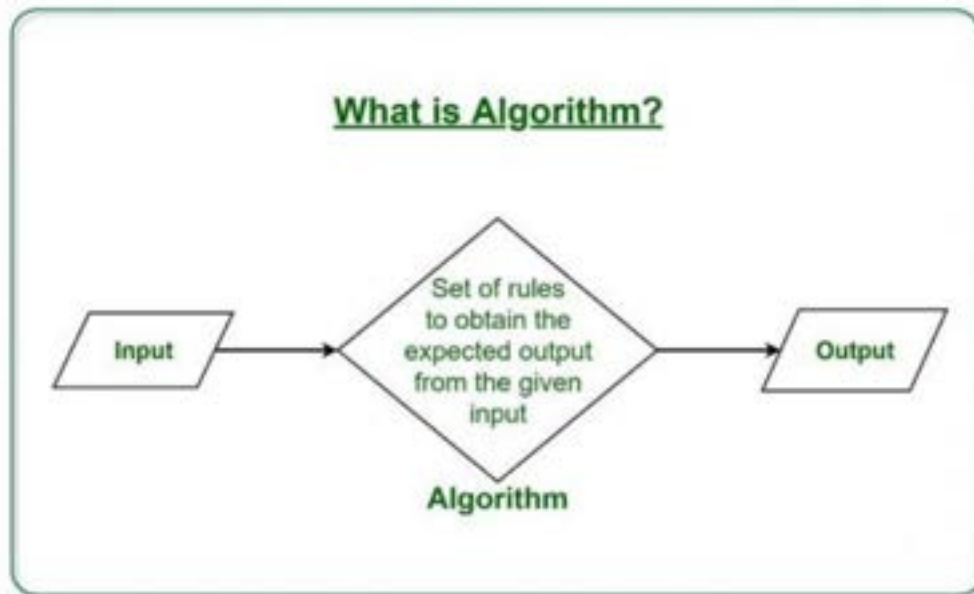 What is Algorithm?
Set of rules
to obtain the
expected output
from the given
input
Input
Output
Algorithm